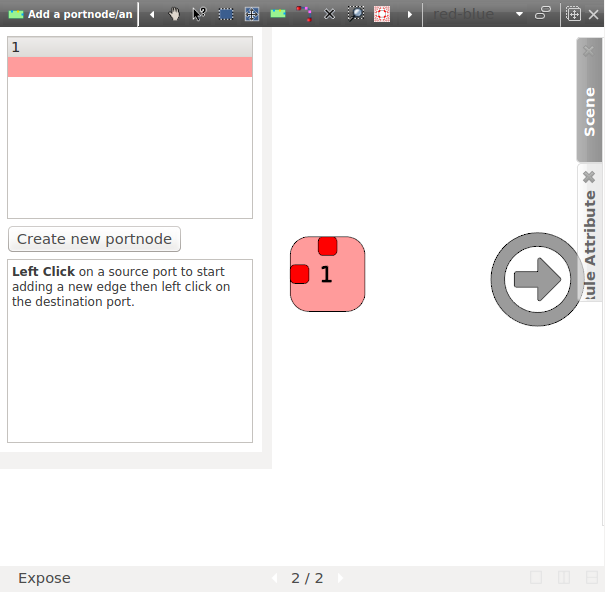 Add a portnode/an
red-blue
1
Create new portnode
Left Click on a source port to start
adding a new edge then left click on
the destination port.
1
Scene
ule Attribute
Expose
2 / 2